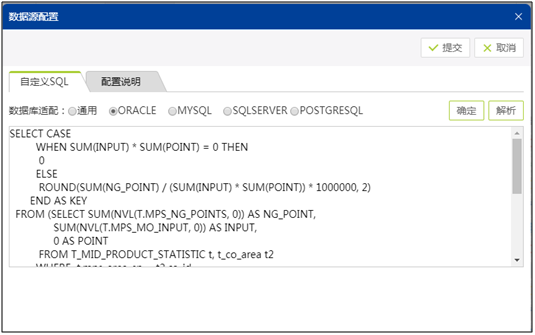 数据源配置
提交 取消
自定义SQL 配置说明
数据库适配：通用 ORACLE MYSQL SQLSERVER POSTGRESQL 确定 解析
SELECT CASE
WHEN SUM(INPUT) * SUM(POINT) = 0 THEN
0
ELSE
ROUND(SUM(NG_POINT) / (SUM(INPUT) * SUM(POINT)) * 1000000, 2)
END AS KEY
FROM (SELECT SUM(NVL(T.MPS_NG_POINTS, 0)) AS NG_POINT,
SUM(NVL(T.MPS_MO_INPUT, 0)) AS INPUT,
0 AS POINT
FROM T_MID_PRODUCT_STATISTIC t, t_co_area t2
WHERE